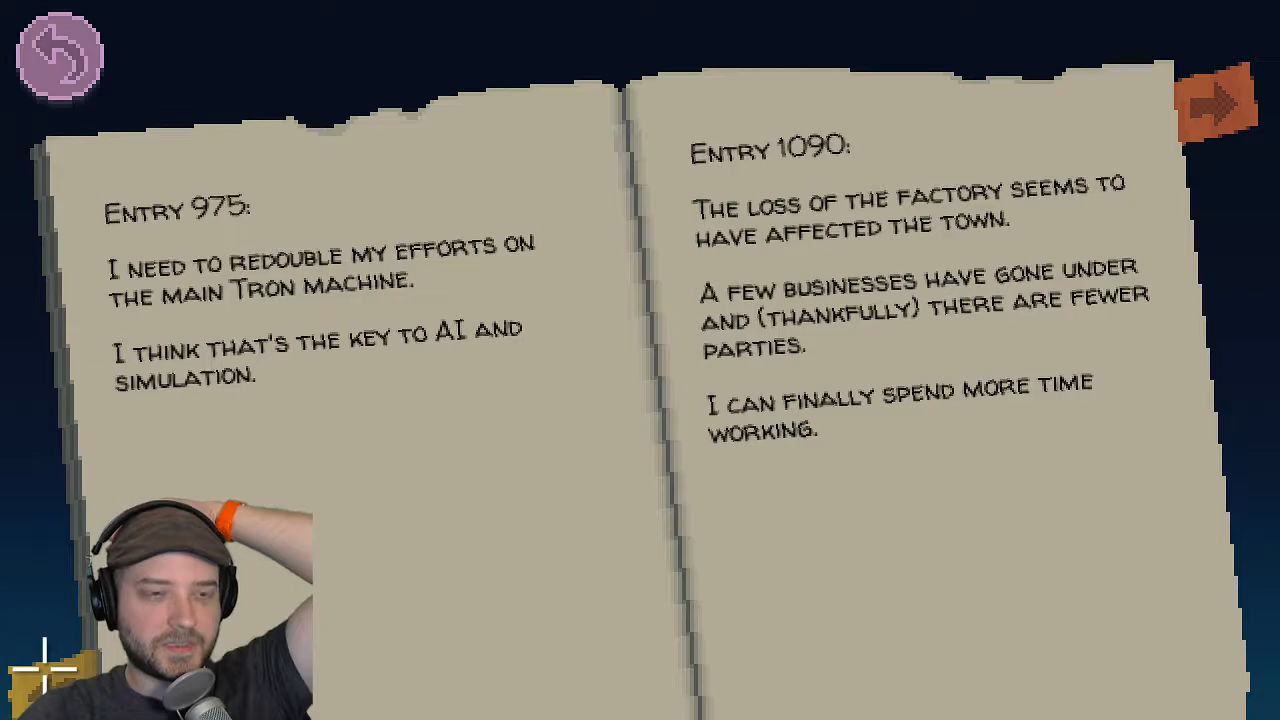 Entry 975:
I need to redouble my efforts on
the main Tron machine.
I think that's the key to AI and
simulation.
Entry 1090:
The loss of the factory seems to
have affected the town.
A few businesses have gone under
and (thankfully) there are fewer
parties.
I can finally spend more time
working.